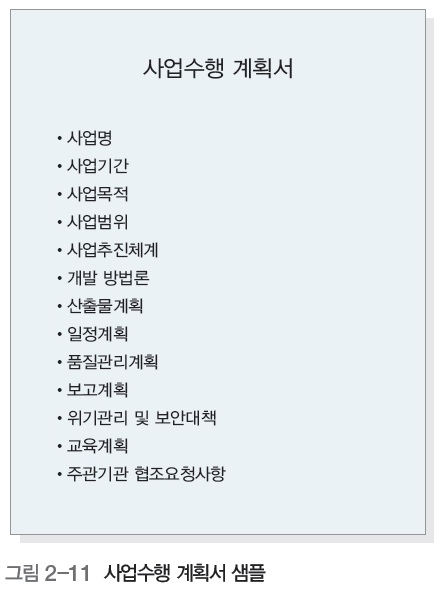 사업수행 계획서
• 사업명
• 사업기간
• 사업목적
• 사업범위
• 사업추진체계
• 개발 방법론
• 산출물계획
• 일정계획
• 품질관리계획
• 보고계획
• 위기관리 및 보안대책
• 교육계획
• 주관기관 협조요청사항
그림 2-11 사업수행 계획서 샘플